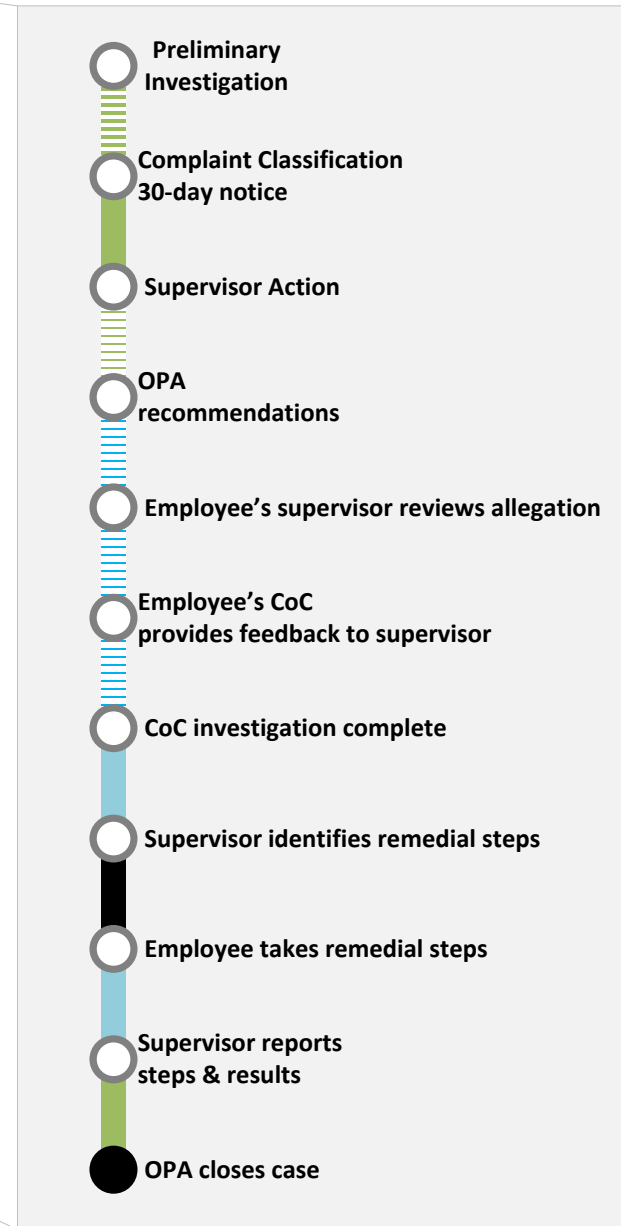 Preliminary
Investigation
Complaint Classification
30-day notice
Supervisor Action
OPA
recommendations
Employee’s supervisor reviews allegation
Employee’s CoC
provides feedback to supervisor
CoC investigation complete
Supervisor identifies remedial steps
Employee takes remedial steps
Supervisor reports
steps & results
OPA closes case